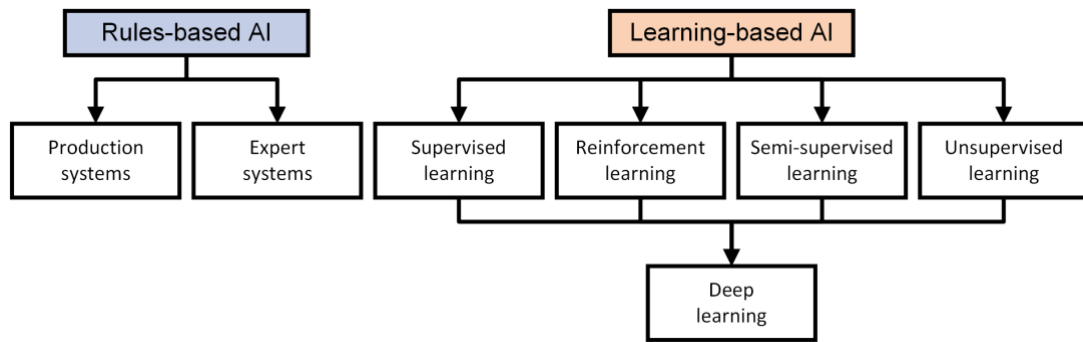 Rules-based AI
Learning-based AI
Production
systems
Expert
systems
Supervised
learning
Reinforcement
learning
Semi-supervised
learning
Unsupervised
learning
Deep
learning